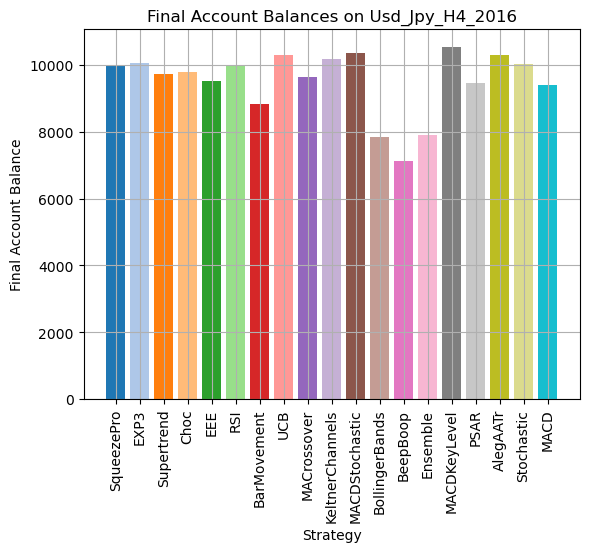 Final Account Balances on Usd_Jpy_H4_2016
Final Account Balance
10000
8000
6000
4000
2000
0
SqueezePro
EXP3
Supertrend
Choc
EEE
RSI
BarMovement
UCB
MACrossover
KeltnerChannels
MACDStochastic
BollingerBands
BeepBoop
Ensemble
MACDKeyLevel
PSAR
AlegAATr
Stochastic
MACD
Strategy